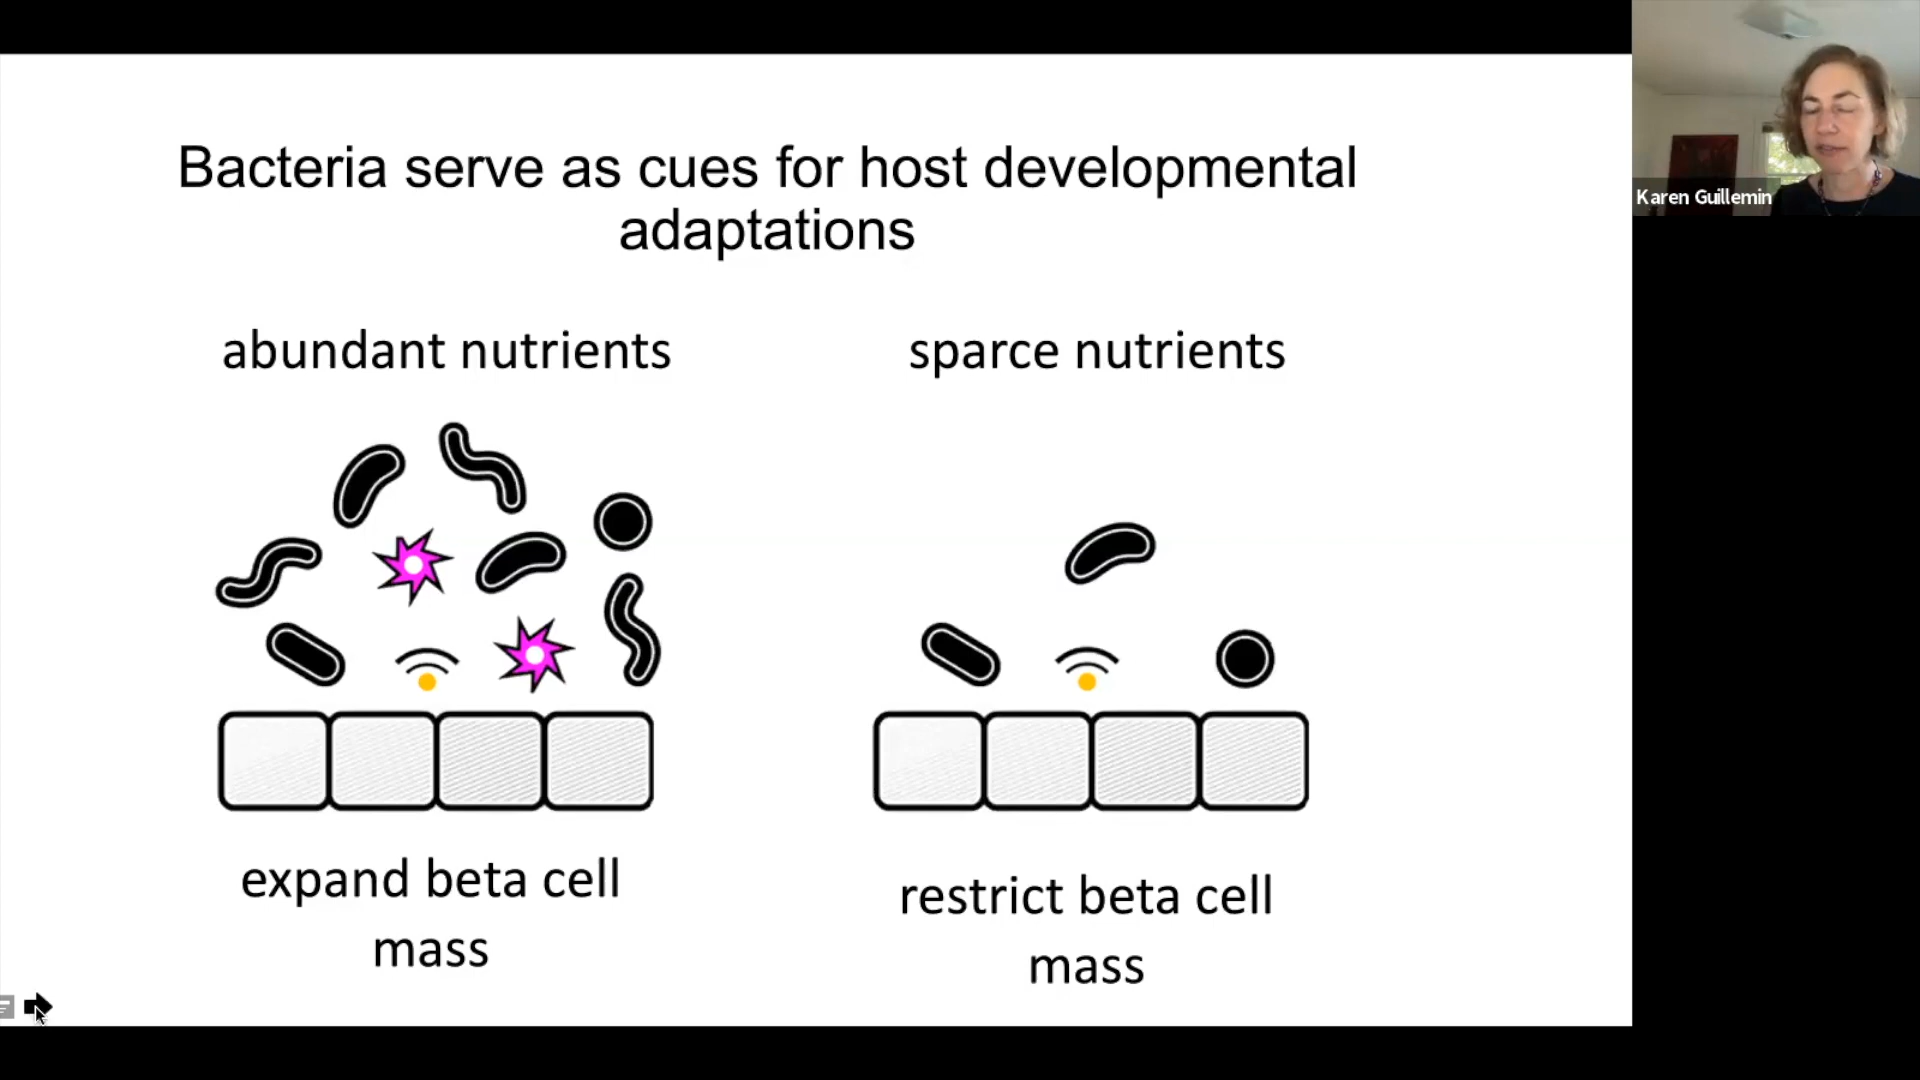 Bacteria serve as cues for host developmental
adaptations
abundant nutrients
sparce nutrients
expand beta cell
mass
restrict beta cell
mass
Karen Guillemin